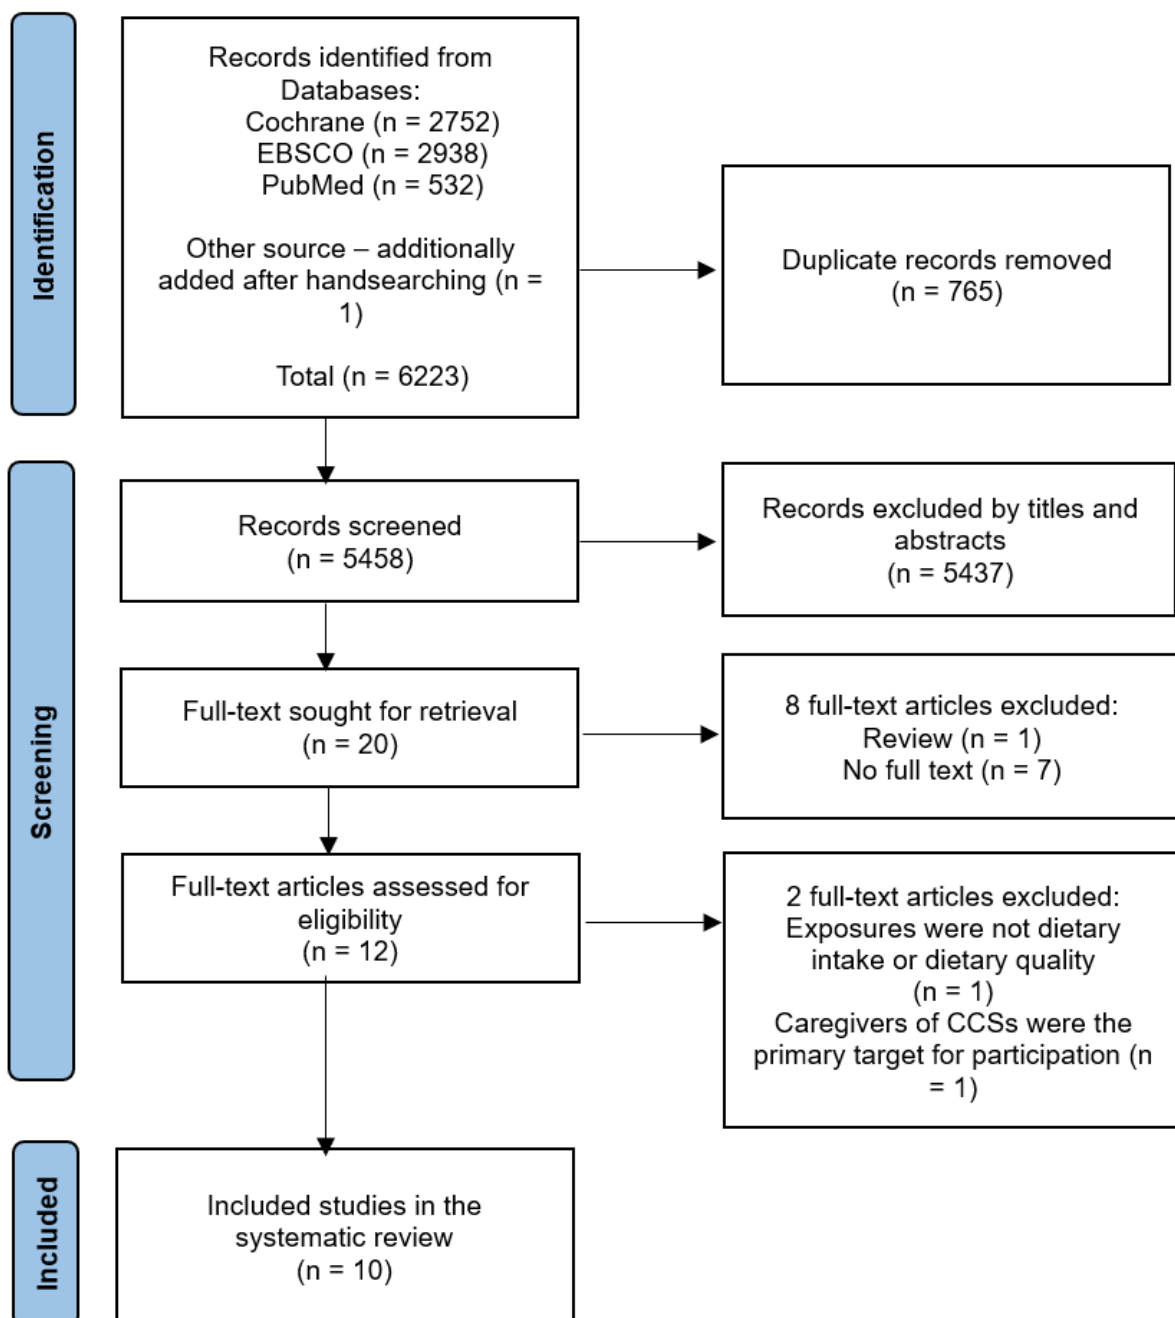 Identification
Records identified from
Databases:
Cochrane (n = 2752)
EBSCO (n = 2938)
PubMed (n = 532)
Other source – additionally
added after handsearching (n =
1)
Total (n = 6223)
Duplicate records removed
(n = 765)
Screening
Records screened
(n = 5458)
Records excluded by titles and
abstracts
(n = 5437)
Full-text sought for retrieval
(n = 20)
8 full-text articles excluded:
Review (n = 1)
No full text (n = 7)
Full-text articles assessed for
eligibility
(n = 12)
2 full-text articles excluded:
Exposures were not dietary
intake or dietary quality
(n = 1)
Caregivers of CCSs were the
primary target for participation (n
= 1)
Included
Included studies in the
systematic review
(n = 10)